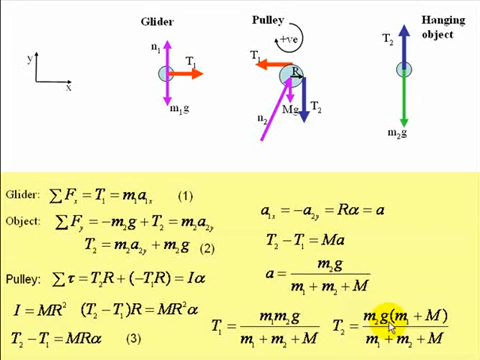 Glider
Pulley
Hanging object
y
x
n₁
T₁
m₁g
+ve
T₁
R
Mg
T₂
n₂
T₂
m₂g
Glider: ∑Fₓ = T₁ = m₁a₁ₓ (1)
Object: ∑F_y = −m₂g + T₂ = m₂a₂y
T₂ = m₂a₂y + m₂g (2)
Pulley: ∑τ = T₂R + (−T₁R) = Iα
I = MR² (T₂ − T₁)R = MR²α
T₂ − T₁ = MRα (3)
a₁ₓ = −a₂y = Rα = a
T₂ − T₁ = Ma
a = m₂g / (m₁ + m₂ + M)
T₁ = m₁m₂g / (m₁ + m₂ + M) T₂ = m₂g(m₁ + M) / (m₁ + m₂ + M)